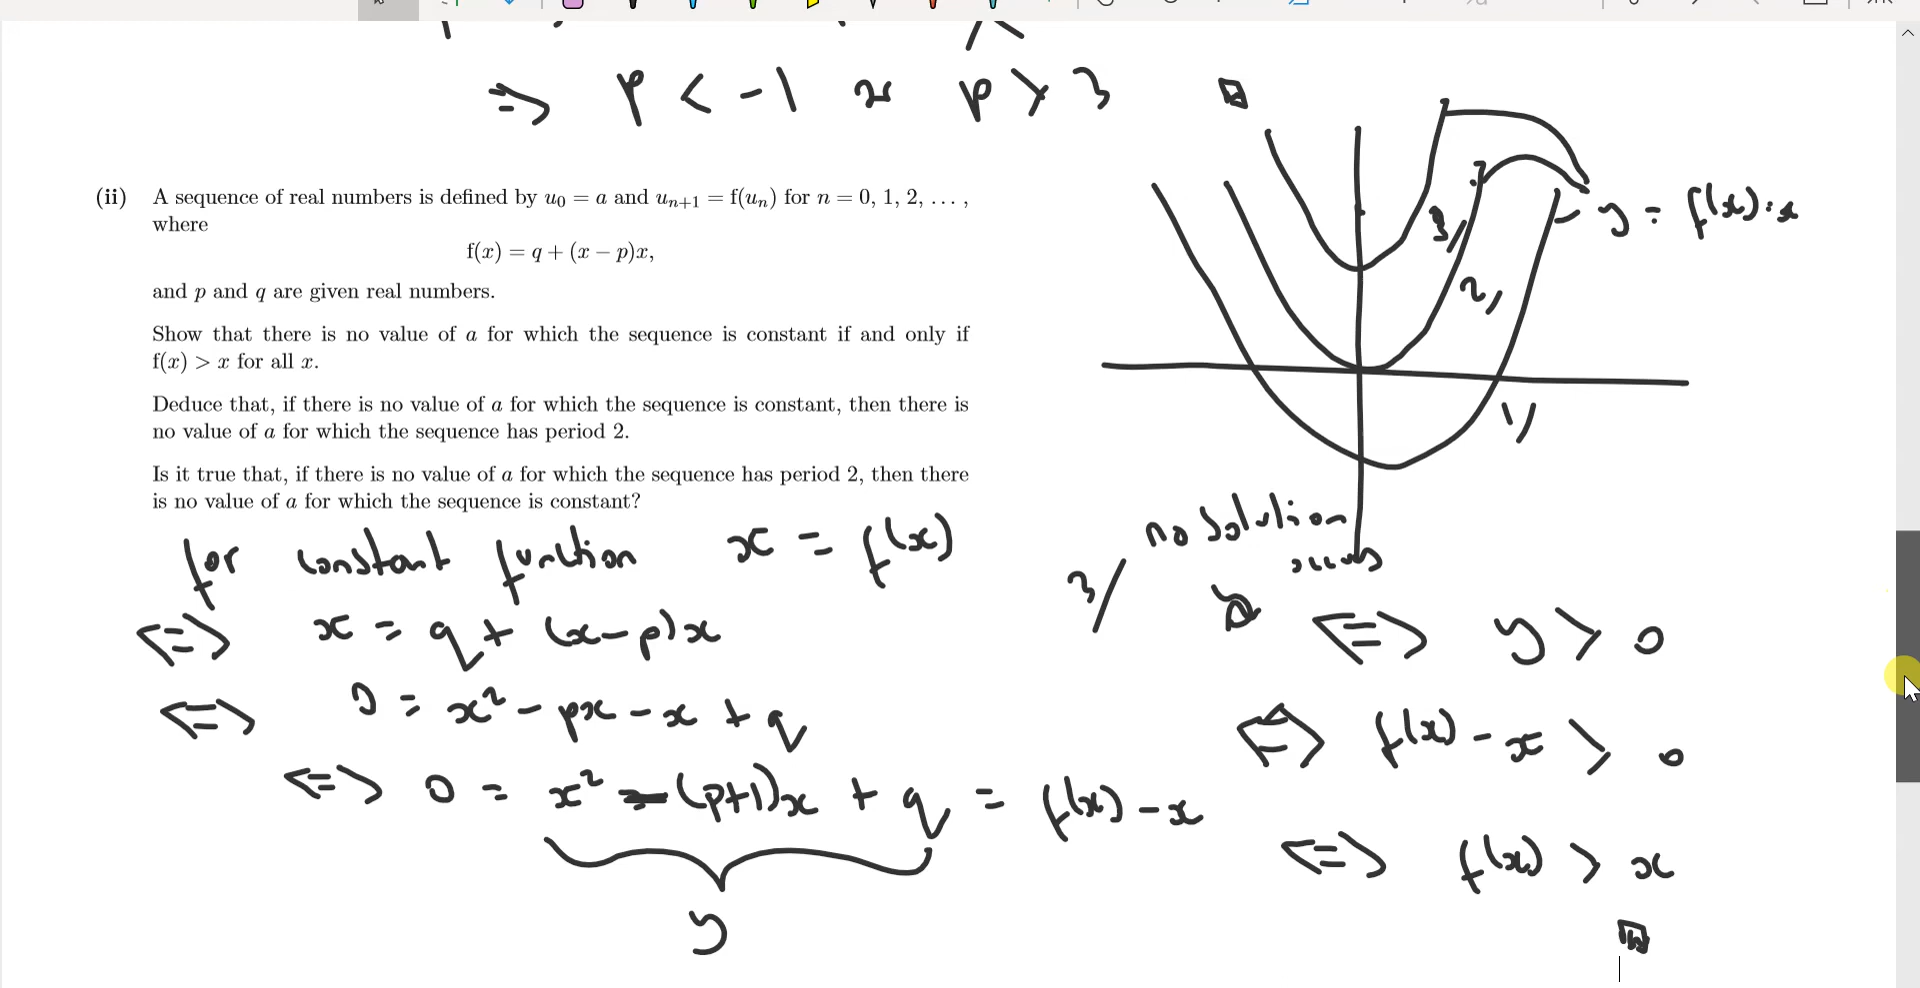 ⇒ p < -1 or p > 3
(ii) A sequence of real numbers is defined by u₀ = a and uₙ₊₁ = f(uₙ) for n = 0, 1, 2, ... ,
where
f(x) = q + (x − p)x,
and p and q are given real numbers.
Show that there is no value of a for which the sequence is constant if and only if
f(x) > x for all x.
Deduce that, if there is no value of a for which the sequence is constant, then there is
no value of a for which the sequence has period 2.
Is it true that, if there is no value of a for which the sequence has period 2, then there
is no value of a for which the sequence is constant?
y = f(x)-x
3/
2/
1/
for constant function x = f(x)
⇔ x = q + (x-p)x
⇔ 0 = x² - px - x + q
⇔ 0 = x² - (p+1)x + q = f(x) - x
y
3/ no solution
occurs
⇔ y > 0
⇔ f(x) - x > 0
⇔ f(x) > x